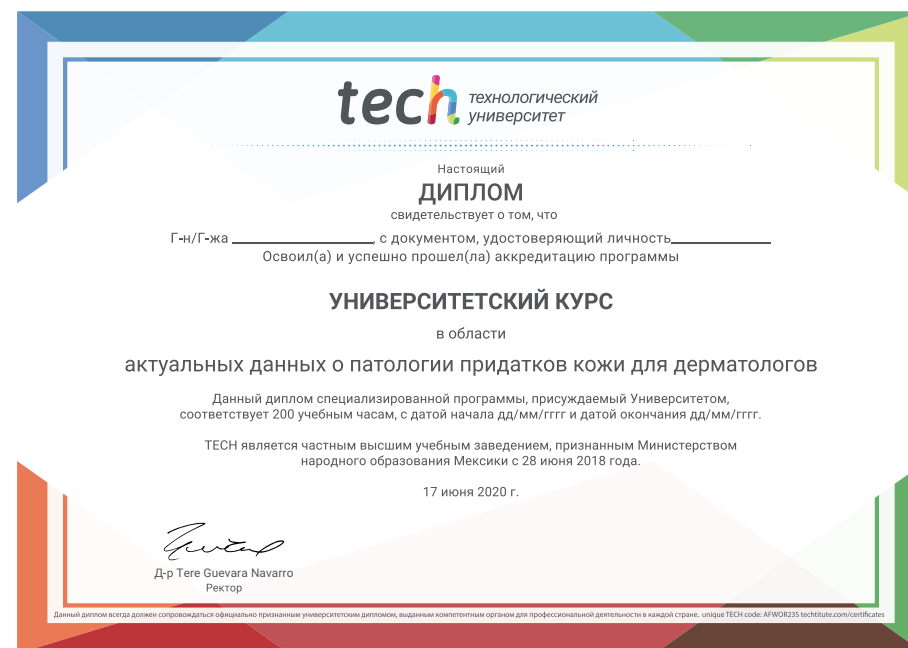 tech технологический
университет
Настоящий
ДИПЛОМ
свидетельствует о том, что
Г-н/Г-жа ____________________, с документом, удостоверяющий личность______________
Освоил(а) и успешно прошел(ла) аккредитацию программы
УНИВЕРСИТЕТСКИЙ КУРС
в области
актуальных данных о патологии придатков кожи для дерматологов
Данный диплом специализированной программы, присуждаемый Университетом,
соответствует 200 учебным часам, с датой начала дд/мм/гггг и датой окончания дд/мм/гггг.
TECH является частным высшим учебным заведением, признанным Министерством
народного образования Мексики с 28 июня 2018 года.
17 июня 2020 г.
Д-р Tere Guevara Navarro
Ректор
Данный диплом всегда должен сопровождаться официально признанным университетским дипломом, выданным компетентным органом для профессиональной деятельности в каждой стране. unique TECH code: AFWOR23S techtitute.com/certificates